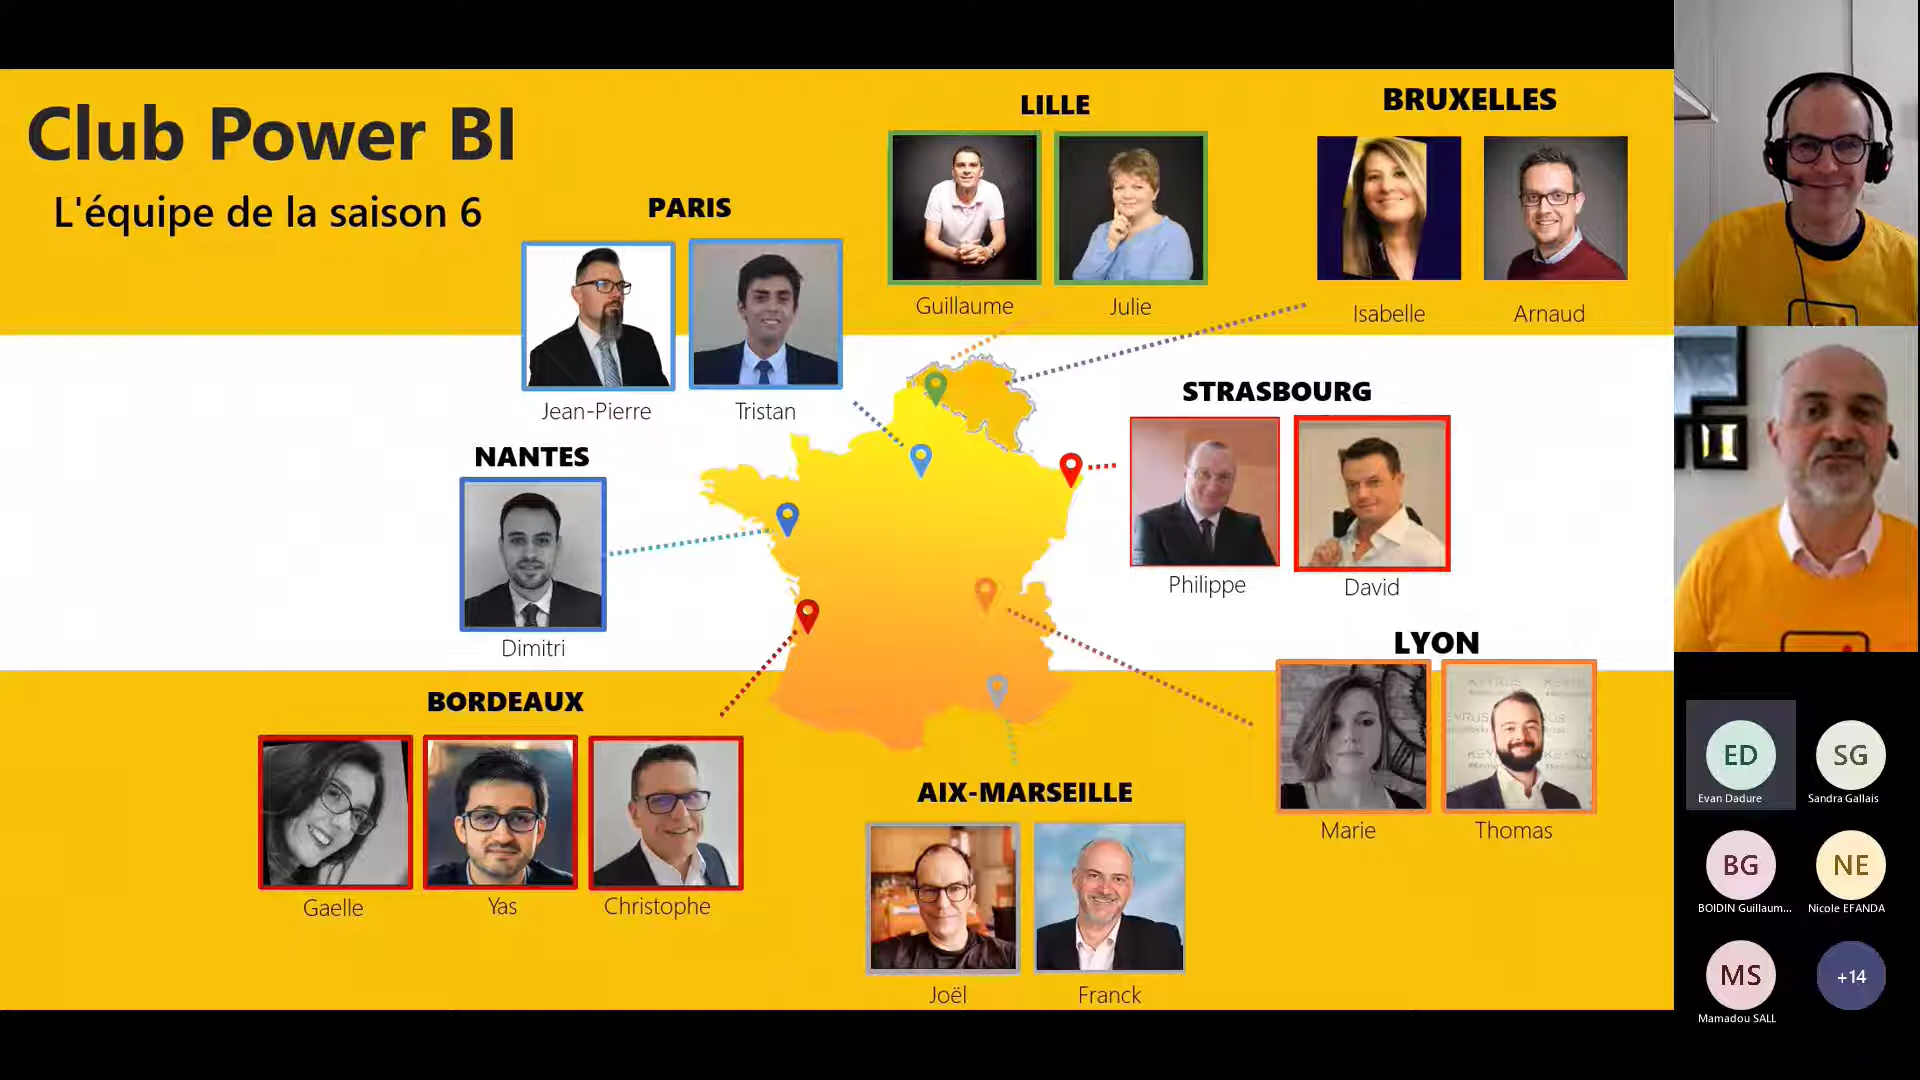 Club Power BI
L'équipe de la saison 6
LILLE
BRUXELLES
PARIS
Guillaume
Julie
Isabelle
Arnaud
Jean-Pierre
Tristan
STRASBOURG
NANTES
Philippe
David
Dimitri
LYON
BORDEAUX
Marie
Thomas
AIX-MARSEILLE
Gaelle
Yas
Christophe
Joël
Franck
ED
SG
Evan Dadure
Sandra Gallais
BG
NE
BOIDIN Guillaum...
Nicole EFANDA
MS
+14
Mamadou SALL